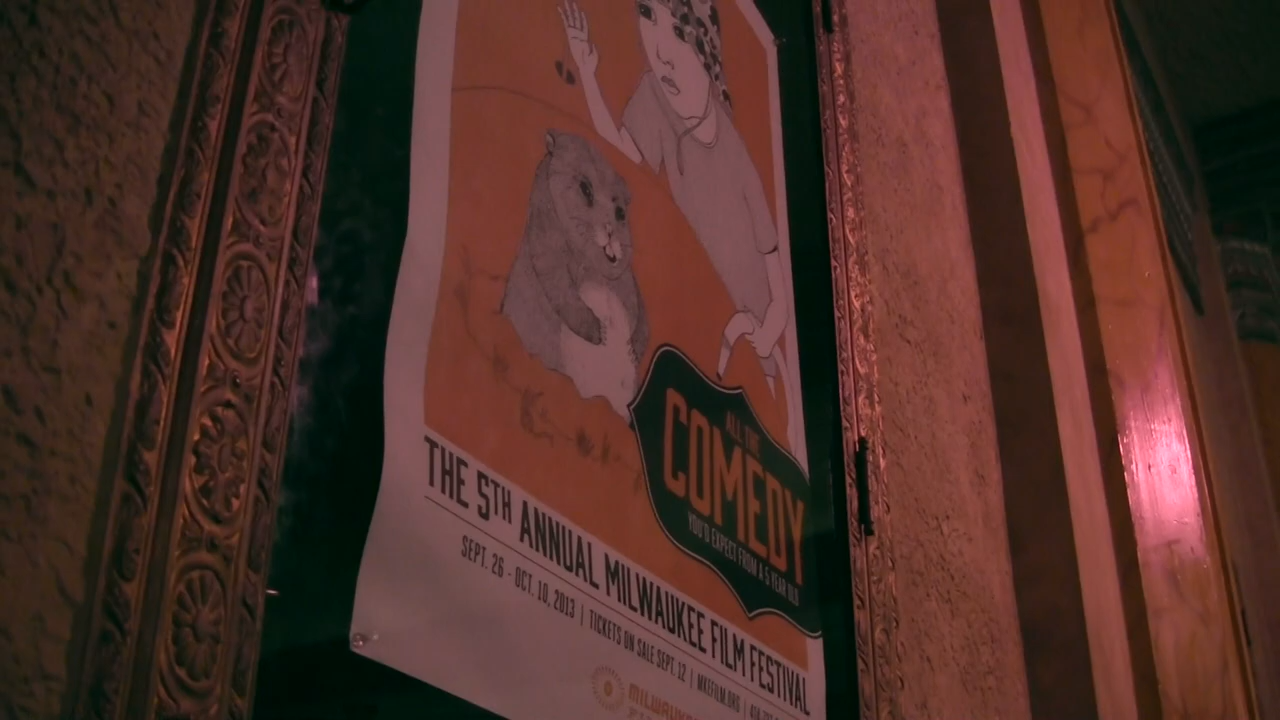 ALL THE
COMEDY
YOU'D EXPECT FROM A 5 YEAR OLD
THE 5TH ANNUAL MILWAUKEE FILM FESTIVAL
SEPT. 26 - OCT. 10, 2013 | TICKETS ON SALE SEPT. 12 | MKEFILM.ORG |
MILWAUKEE